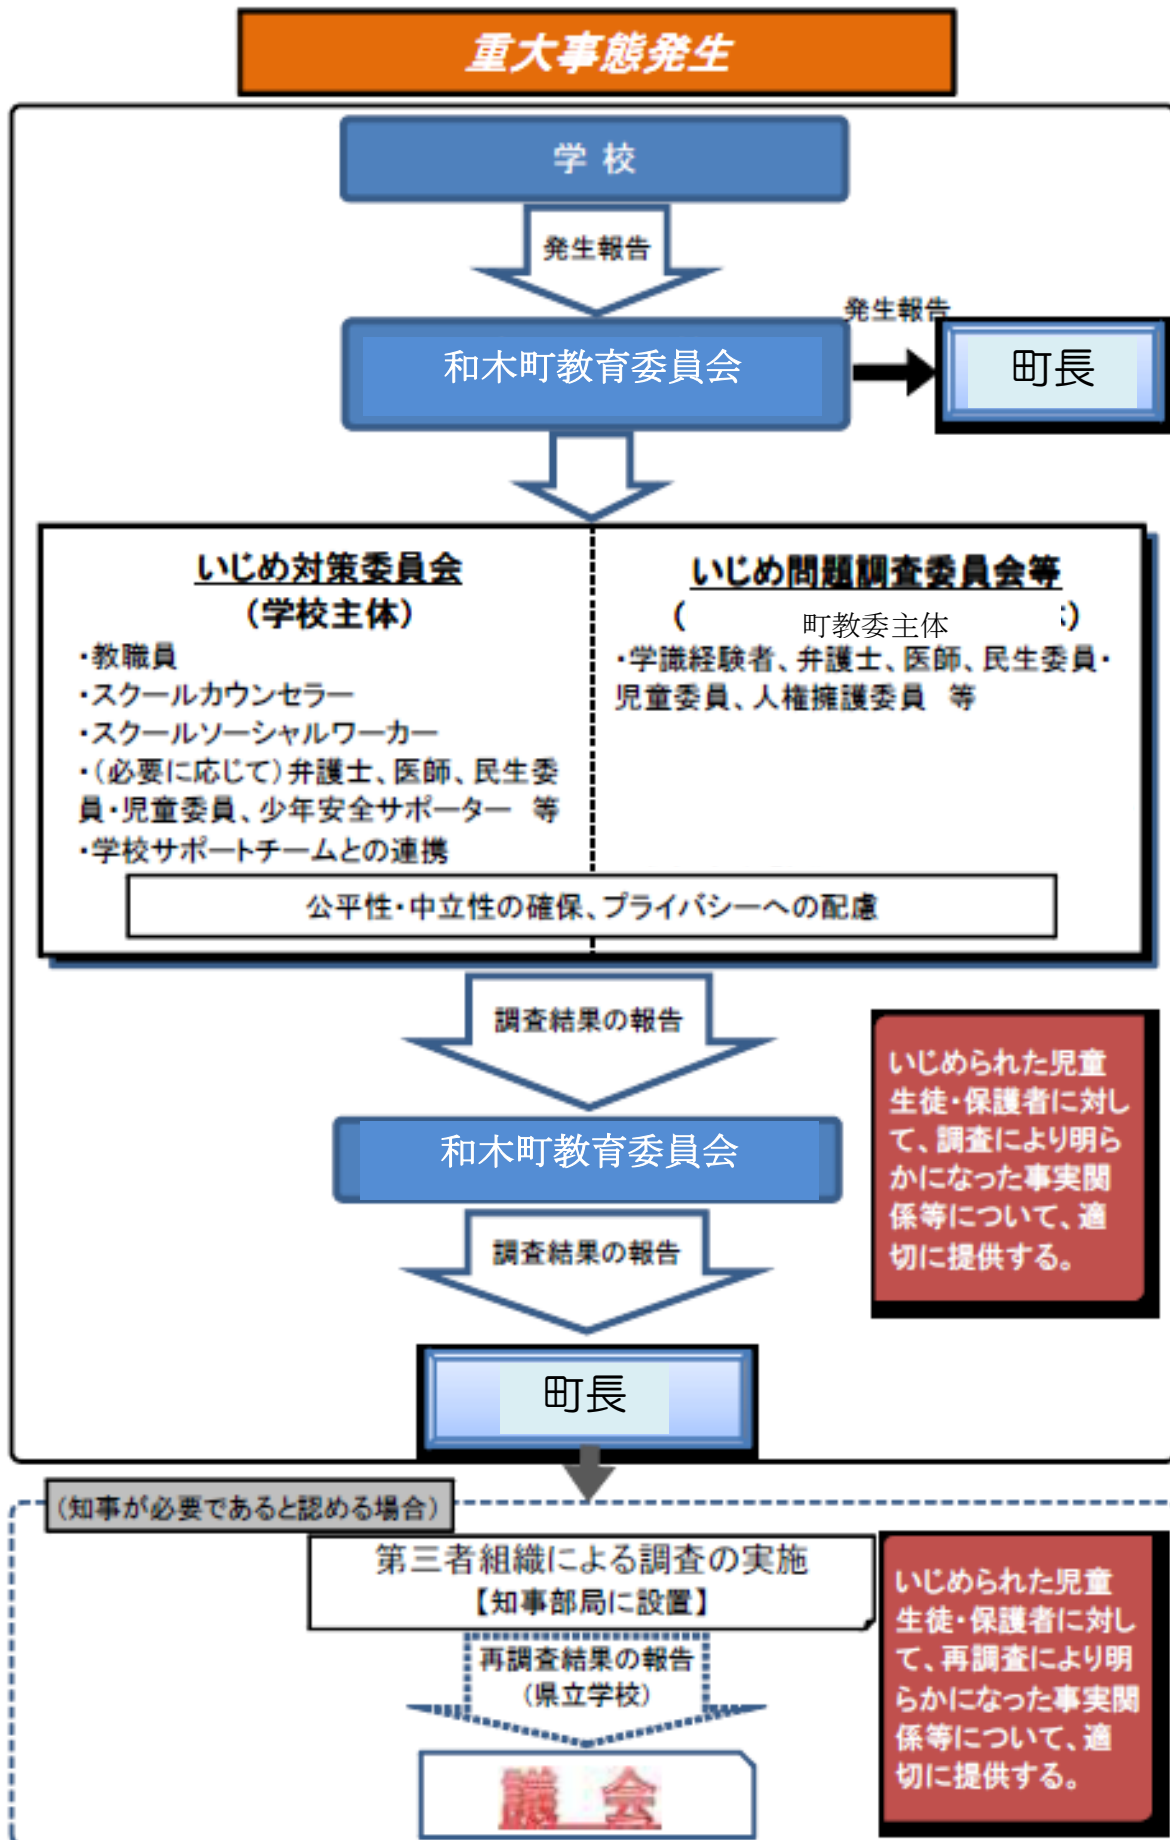 重大事態発生
学 校
発生報告
発生報告
和木町教育委員会
町長
いじめ対策委員会
(学校主体)
・教職員
・スクールカウンセラー
・スクールソーシャルワーカー
・(必要に応じて)弁護士、医師、民生委
員・児童委員、少年安全サポーター 等
・学校サポートチームとの連携
いじめ問題調査委員会等
( 町教委主体 )
・学識経験者、弁護士、医師、民生委員・
児童委員、人権擁護委員 等
公平性・中立性の確保、プライバシーへの配慮
調査結果の報告
和木町教育委員会
調査結果の報告
いじめられた児童
生徒・保護者に対し
て、調査により明ら
かになった事実関
係等について、適
切に提供する。
町長
(知事が必要であると認める場合)
第三者組織による調査の実施
【知事部局に設置】
再調査結果の報告
(県立学校)
議 会
いじめられた児童
生徒・保護者に対し
て、再調査により明
らかになった事実関
係等について、適
切に提供する。